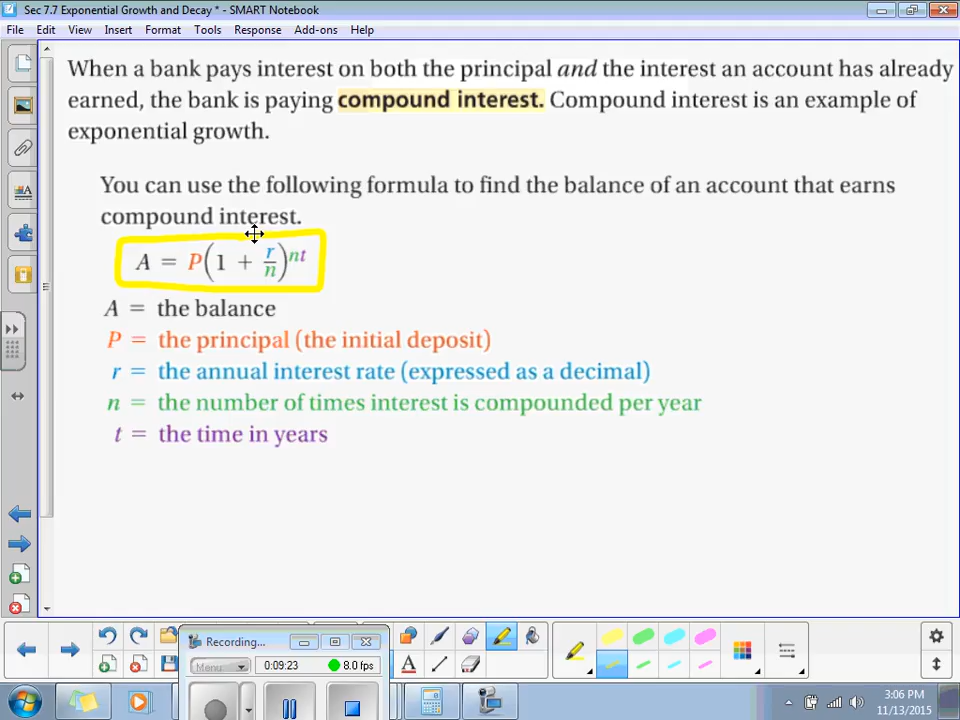 Sec 7.7 Exponential Growth and Decay * - SMART Notebook
File Edit View Insert Format Tools Response Add-ons Help
When a bank pays interest on both the principal and the interest an account has already
earned, the bank is paying compound interest. Compound interest is an example of
exponential growth.
You can use the following formula to find the balance of an account that earns
compound interest.
A = P(1 + r/n)^nt
A = the balance
P = the principal (the initial deposit)
r = the annual interest rate (expressed as a decimal)
n = the number of times interest is compounded per year
t = the time in years
Recording...
Menu 0:09:23 8.0 fps
A
3:06 PM
11/13/2015